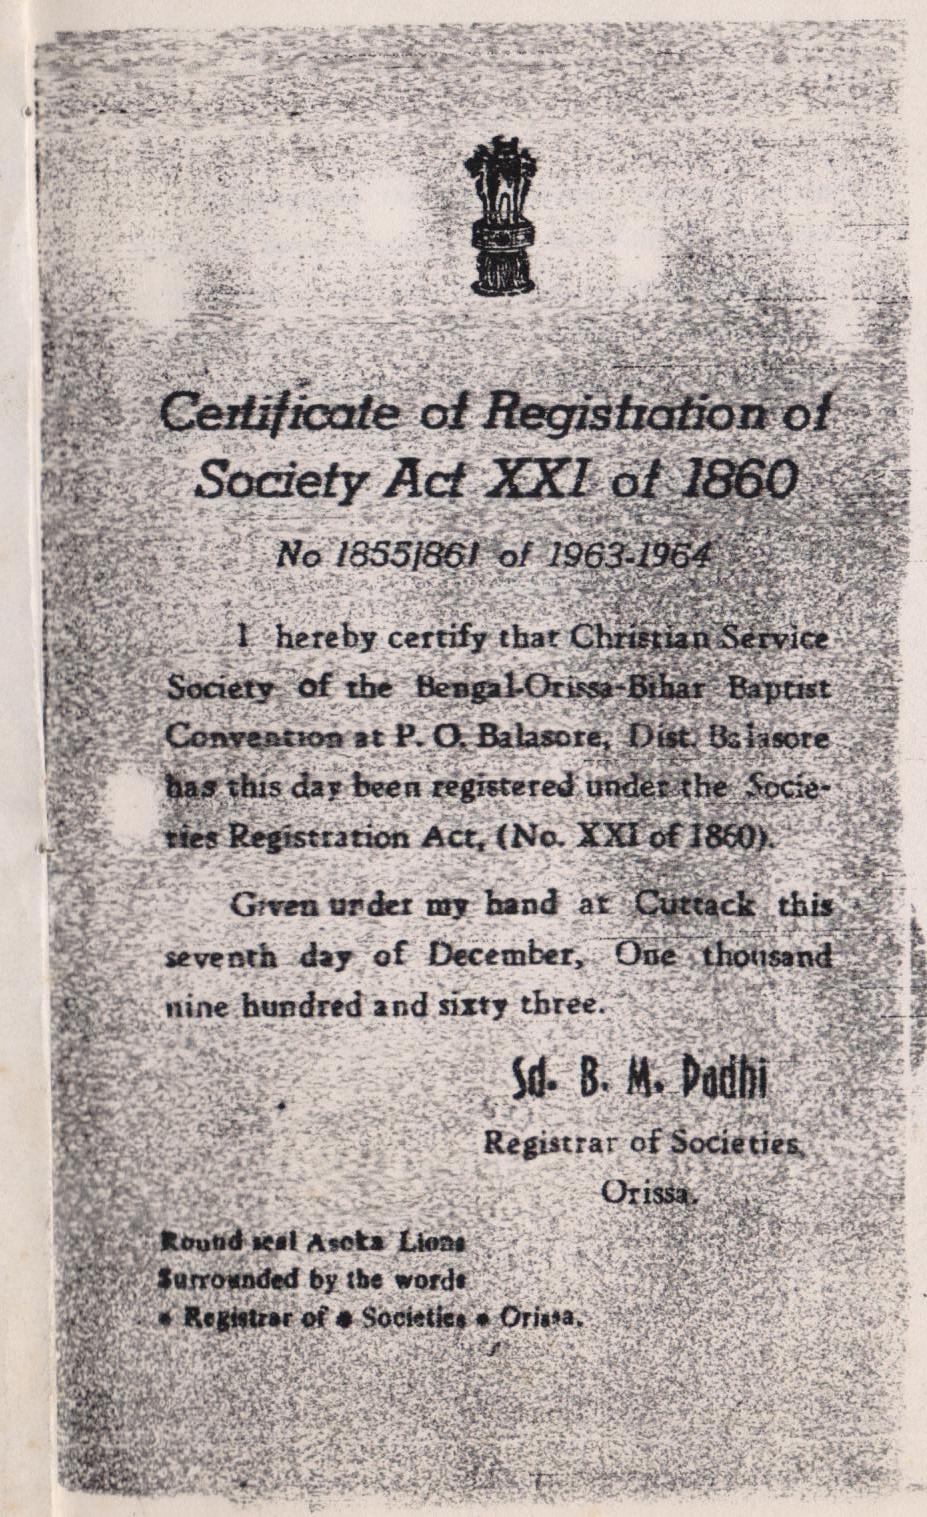 Certificate of Registration of
Society Act XXI of 1860
No 1855/861 of 1963-1964
I hereby certify that Christian Service
Society of the Bengal-Orissa-Bihar Baptist
Convention at P. O. Balasore, Dist. Balasore
has this day been registered under the Socie-
ties Registration Act, (No. XXI of 1860).
Given under my hand at Cuttack this
seventh day of December, One thousand
nine hundred and sixty three.
Sd. B. M. Padhi
Registrar of Societies,
Orissa.
Round seal Asoka Lions
Surrounded by the words
• Registrar of • Societies • Orissa.